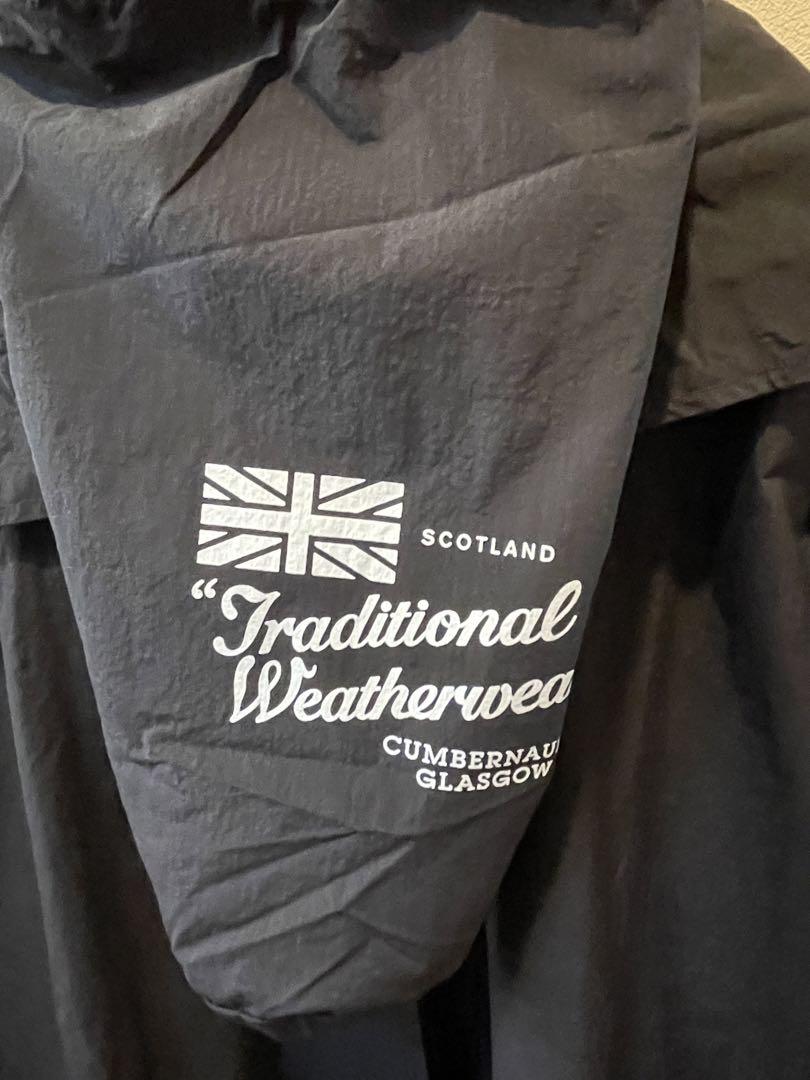 SCOTLAND
"Traditional
Weatherwea
CUMBERNAU
GLASGOW